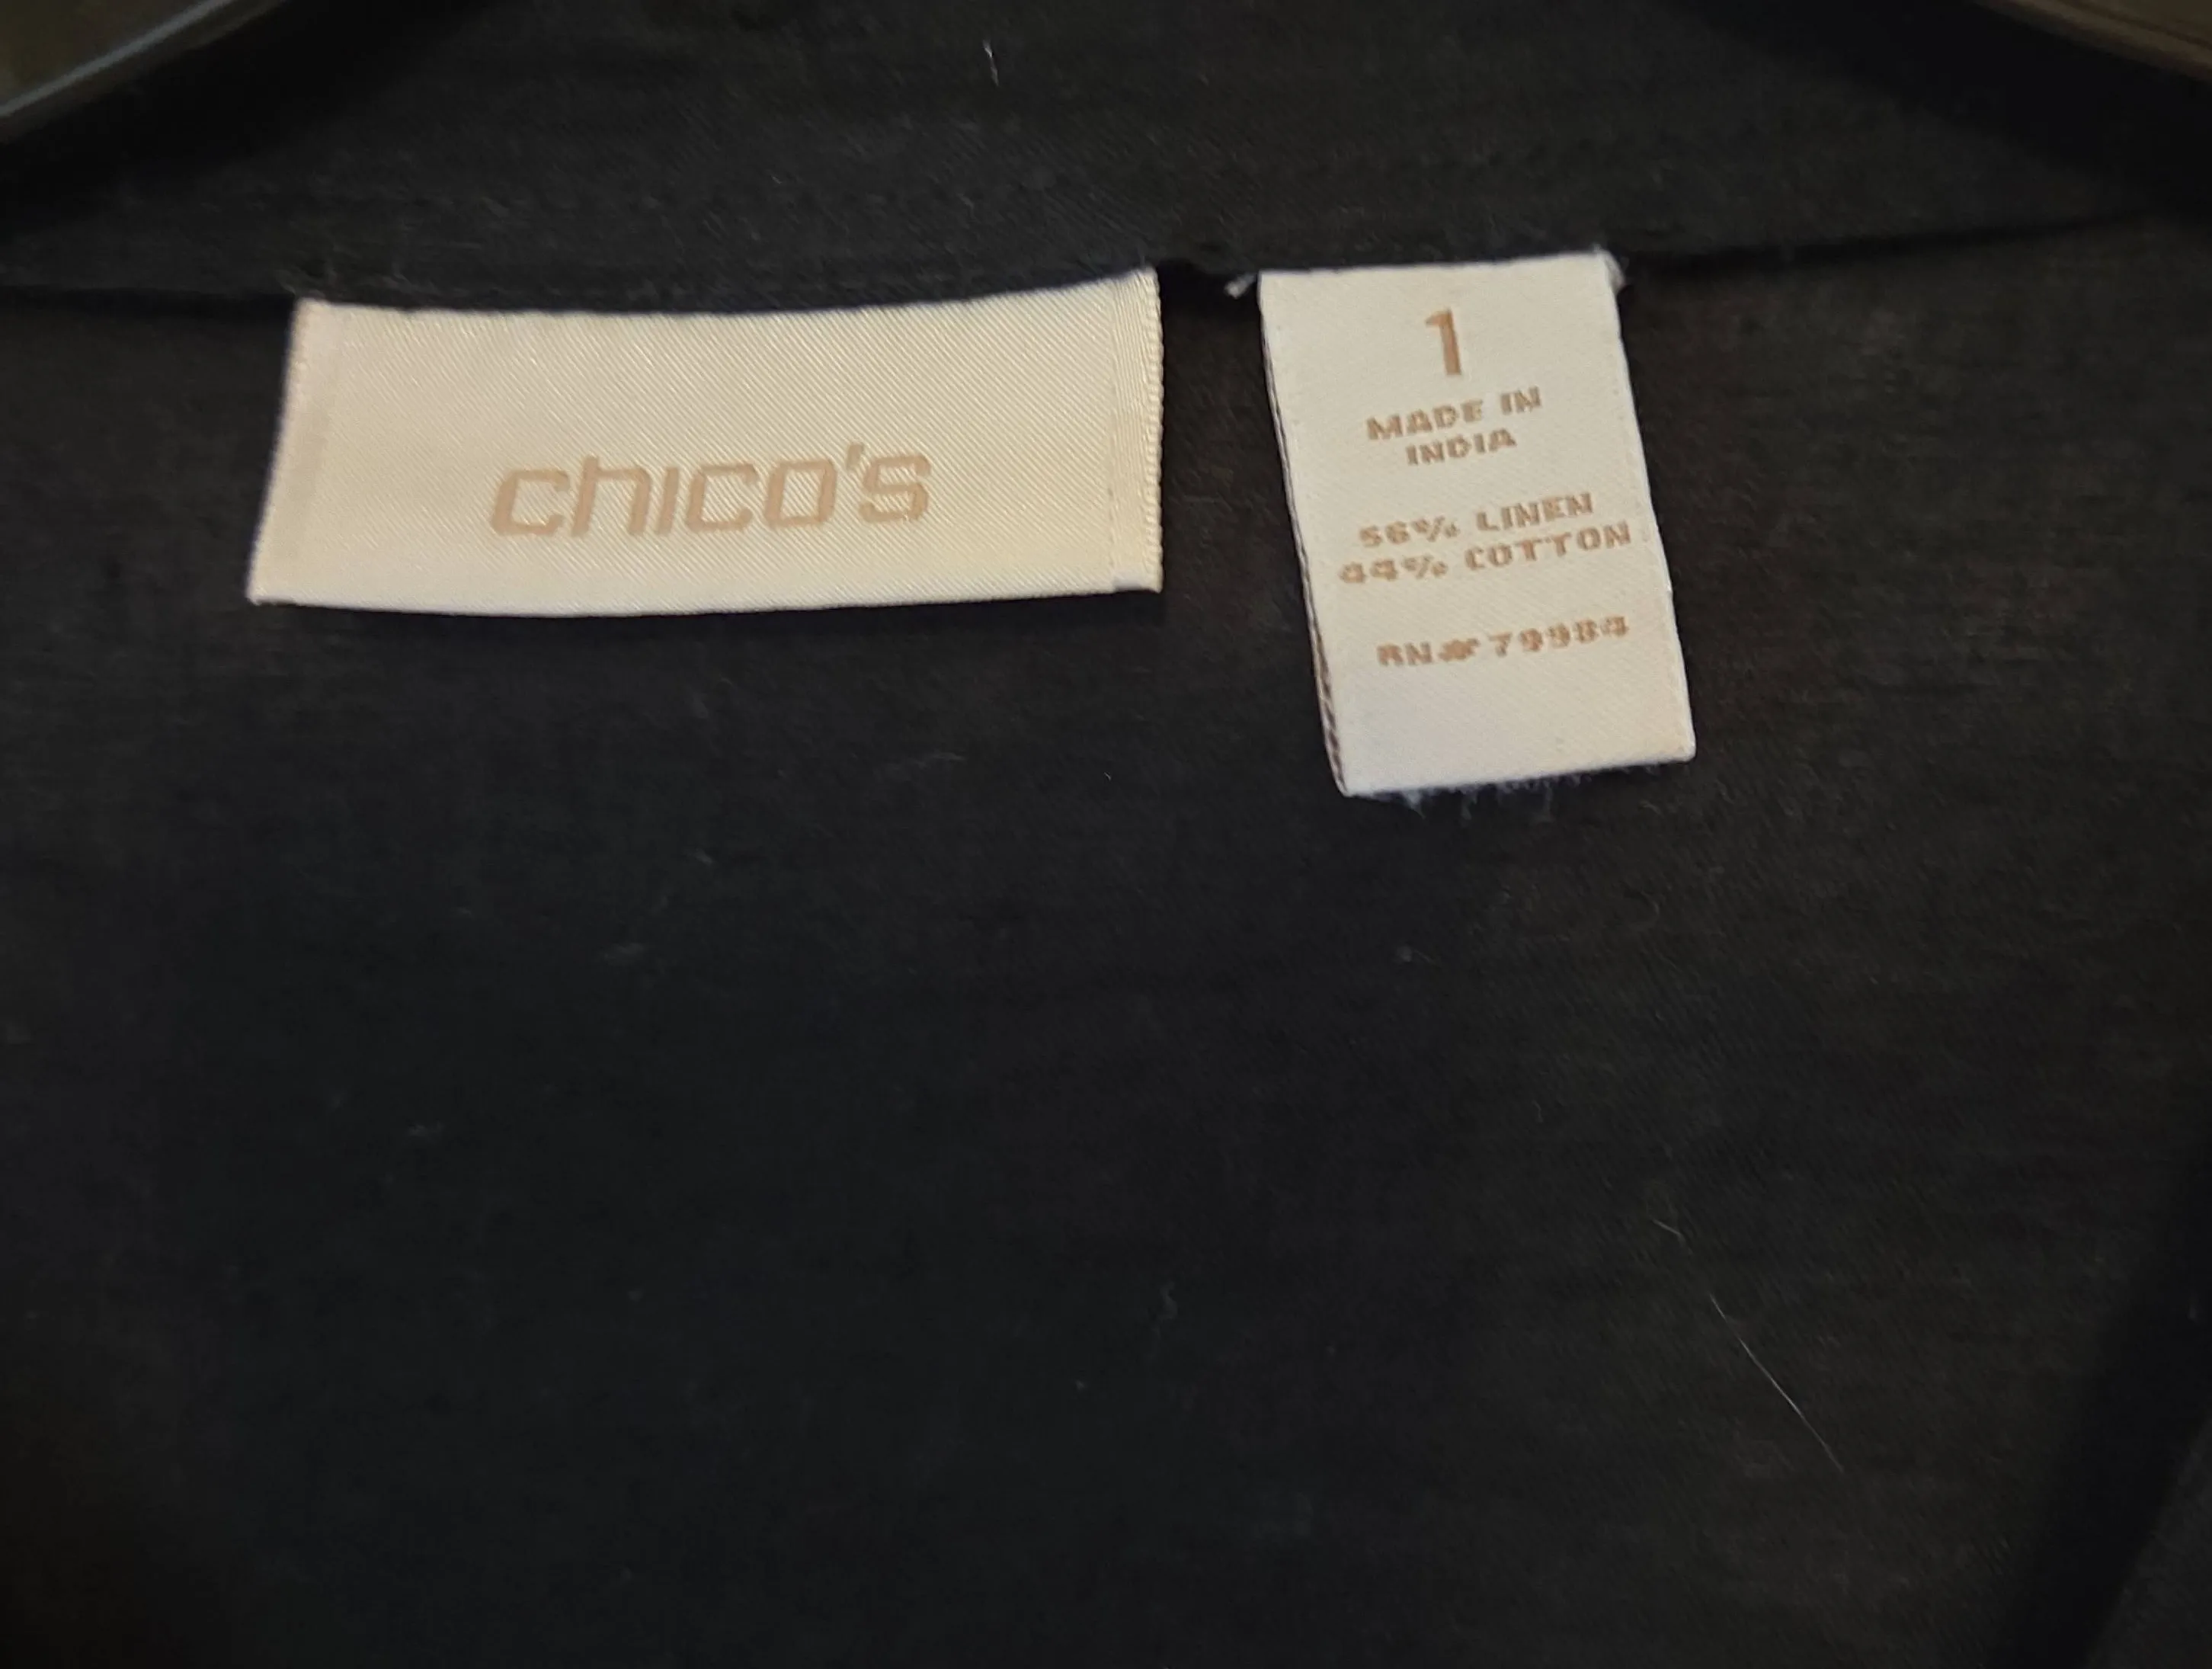 chico's
1
MADE IN
INDIA
56% LINEN
44% COTTON
RN# 79984